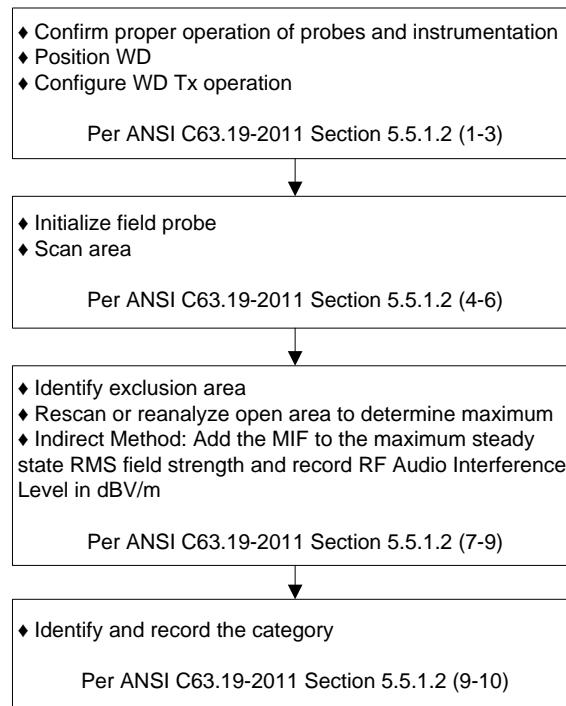 ♦ Confirm proper operation of probes and instrumentation
♦ Position WD
♦ Configure WD Tx operation
Per ANSI C63.19-2011 Section 5.5.1.2 (1-3)
♦ Initialize field probe
♦ Scan area
Per ANSI C63.19-2011 Section 5.5.1.2 (4-6)
♦ Identify exclusion area
♦ Rescan or reanalyze open area to determine maximum
♦ Indirect Method: Add the MIF to the maximum steady
state RMS field strength and record RF Audio Interference
Level in dBV/m
Per ANSI C63.19-2011 Section 5.5.1.2 (7-9)
♦ Identify and record the category
Per ANSI C63.19-2011 Section 5.5.1.2 (9-10)